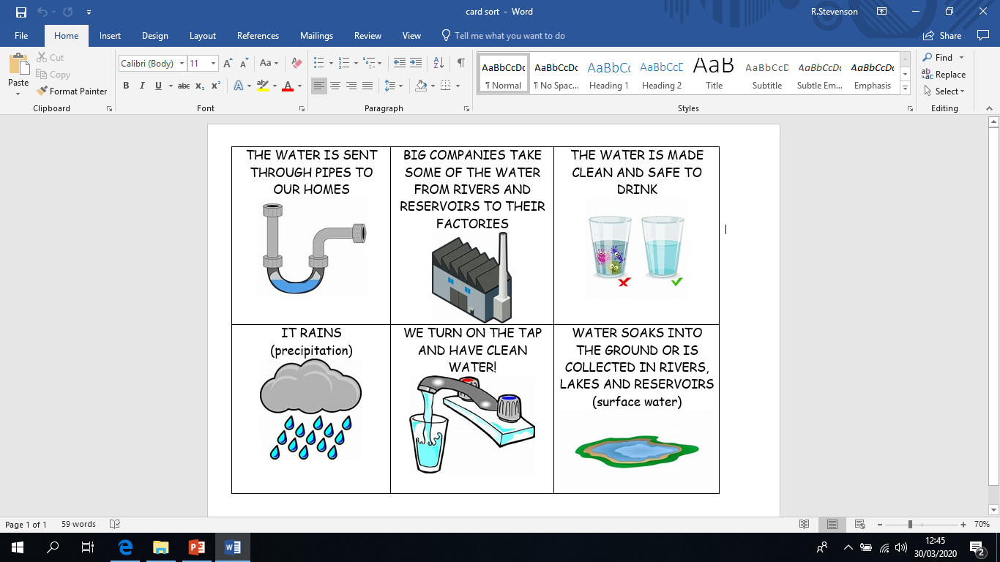 card sort - Word
R.Stevenson
File Home Insert Design Layout References Mailings Review View Tell me what you want to do Share
Paste
Cut
Copy
Format Painter
Clipboard
Calibri (Body) 11
Font
Paragraph
AaBbCcDc AaBbCcDc AaBbCc AaBbCcD AaB AaBbCcD AaBbCcDc AaBbCcDc
¶ Normal ¶ No Spac... Heading 1 Heading 2 Title Subtitle Subtle Em... Emphasis
Styles
Find
Replace
Select
Editing
THE WATER IS SENT
THROUGH PIPES TO
OUR HOMES
BIG COMPANIES TAKE
SOME OF THE WATER
FROM RIVERS AND
RESERVOIRS TO THEIR
FACTORIES
THE WATER IS MADE
CLEAN AND SAFE TO
DRINK
IT RAINS
(precipitation)
WE TURN ON THE TAP
AND HAVE CLEAN
WATER!
WATER SOAKS INTO
THE GROUND OR IS
COLLECTED IN RIVERS,
LAKES AND RESERVOIRS
(surface water)
Page 1 of 1 59 words
70%
12:45
30/03/2020
2